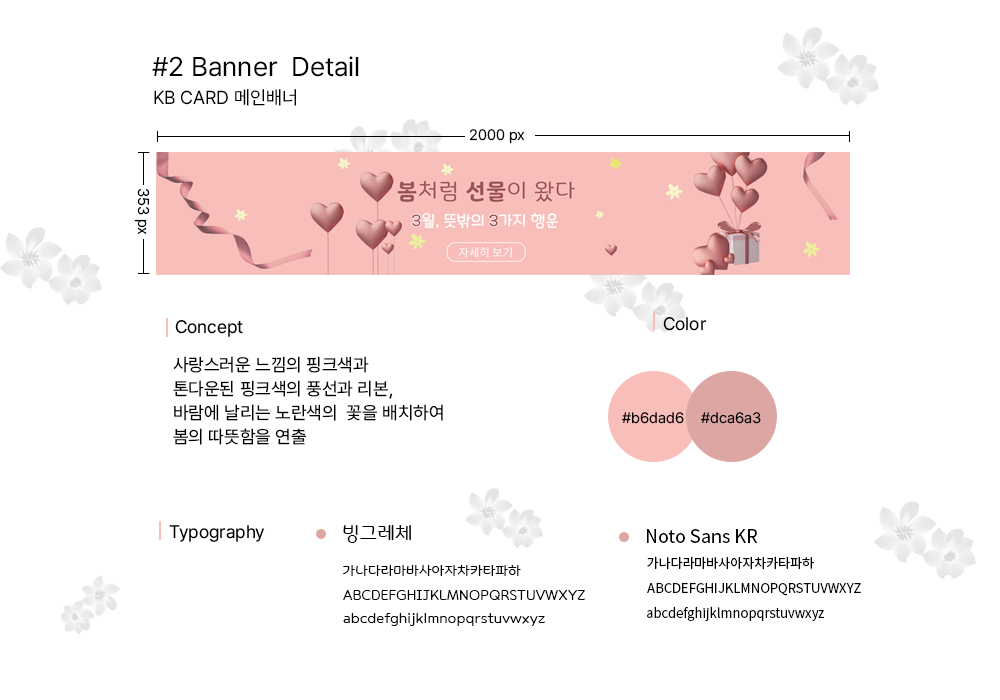 #2 Banner Detail
KB CARD 메인배너
2000 px
353 px
봄처럼 선물이 왔다
3월, 뜻밖의 3가지 행운
자세히 보기
Concept
사랑스러운 느낌의 핑크색과
톤다운된 핑크색의 풍선과 리본,
바람에 날리는 노란색의 꽃을 배치하여
봄의 따뜻함을 연출
Color
#b6dad6
#dca6a3
Typography
빙그레체
가나다라마바사아자차카타파하
ABCDEFGHIJKLMNOPQRSTUVWXYZ
abcdefghijklmnopqrstuvwxyz
Noto Sans KR
가나다라마바사아자차카타파하
ABCDEFGHIJKLMNOPQRSTUVWXYZ
abcdefghijklmnopqrstuvwxyz